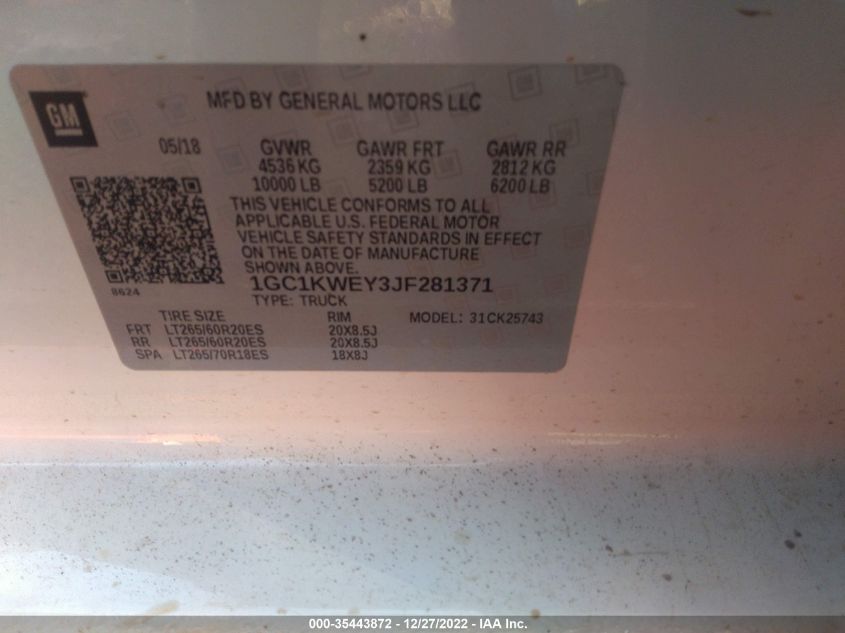 GM
MFD BY GENERAL MOTORS LLC
05/18 GVWR GAWR FRT GAWR RR
4536 KG 2359 KG 2812 KG
10000 LB 5200 LB 6200 LB
THIS VEHICLE CONFORMS TO ALL
APPLICABLE U.S. FEDERAL MOTOR
VEHICLE SAFETY STANDARDS IN EFFECT
ON THE DATE OF MANUFACTURE
SHOWN ABOVE.
8624
1GC1KWEY3JF281371
TYPE: TRUCK
TIRE SIZE RIM MODEL: 31CK25743
FRT LT265/60R20ES 20X8.5J
RR LT265/60R20ES 20X8.5J
SPA LT265/70R18ES 18X8J
000-35443872 - 12/27/2022 - IAA Inc.